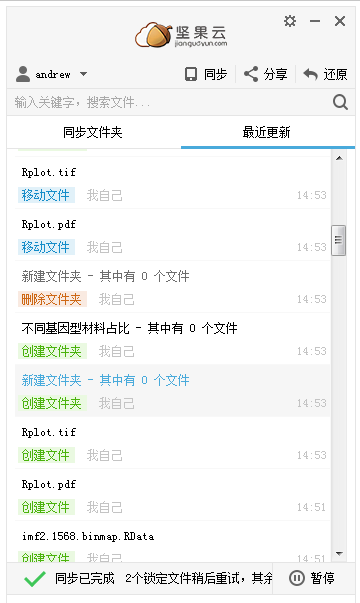 坚果云
jianguoyun.com
andrew
同步
分享
还原
输入关键字，搜索文件...
同步文件夹
最近更新
Rplot.tif
移动文件 我自己 14:53
Rplot.pdf
移动文件 我自己 14:53
新建文件夹 - 其中有 0 个文件
删除文件夹 我自己 14:53
不同基因型材料占比 - 其中有 0 个文件
创建文件夹 我自己 14:53
新建文件夹 - 其中有 0 个文件
创建文件夹 我自己 14:53
Rplot.tif
创建文件 我自己 14:53
Rplot.pdf
创建文件 我自己 14:51
imf2.1568.binmap.RData
创建文件 我自己 14:51
同步已完成 2个锁定文件稍后重试，其余
暂停